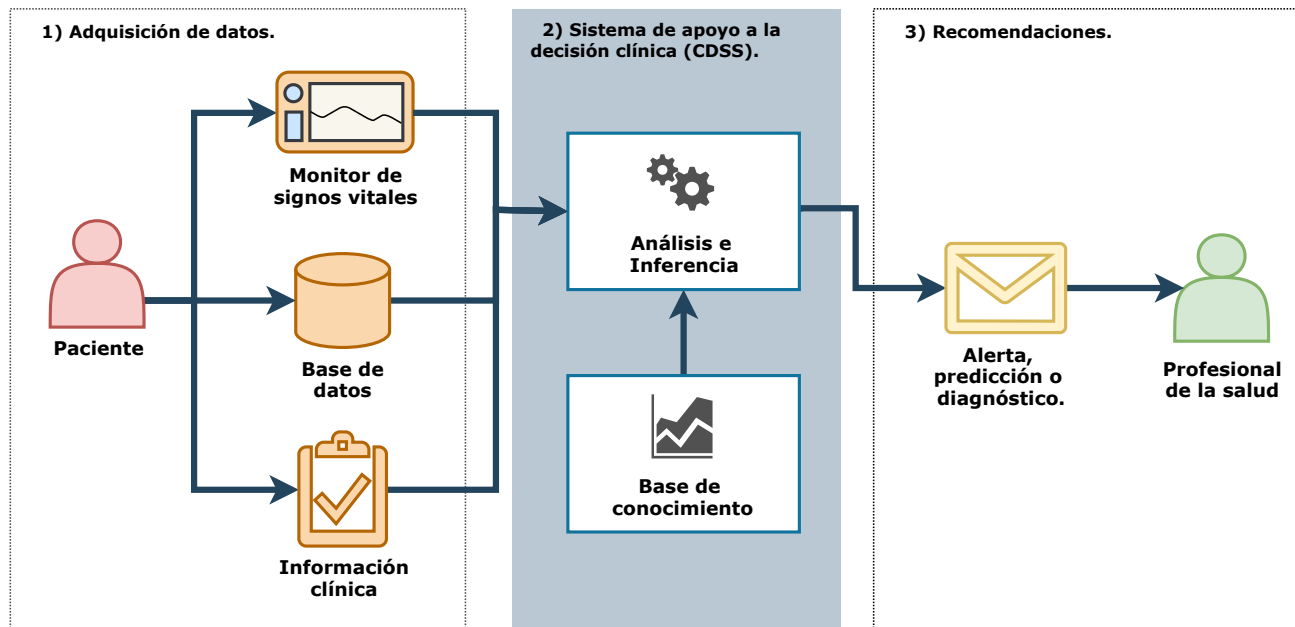 1) Adquisición de datos.
Monitor de
signos vitales
Paciente
Base de
datos
Información
clínica
2) Sistema de apoyo a la
decisión clínica (CDSS).
Análisis e
Inferencia
Base de
conocimiento
3) Recomendaciones.
Alerta,
predicción o
diagnóstico.
Profesional
de la salud